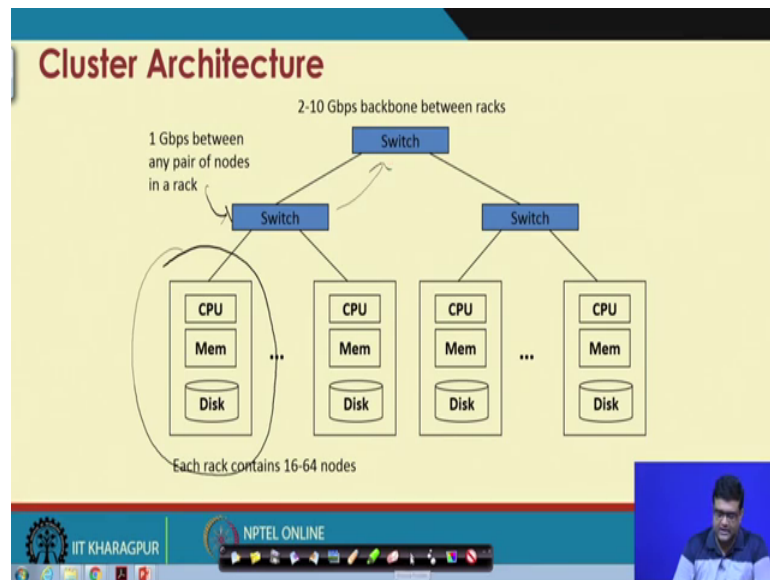 Cluster Architecture
2-10 Gbps backbone between racks
1 Gbps between
any pair of nodes
in a rack
Switch
Switch
Switch
CPU
Mem
Disk
...
CPU
Mem
Disk
CPU
Mem
Disk
...
CPU
Mem
Disk
Each rack contains 16-64 nodes
IIT KHARAGPUR
NPTEL ONLINE